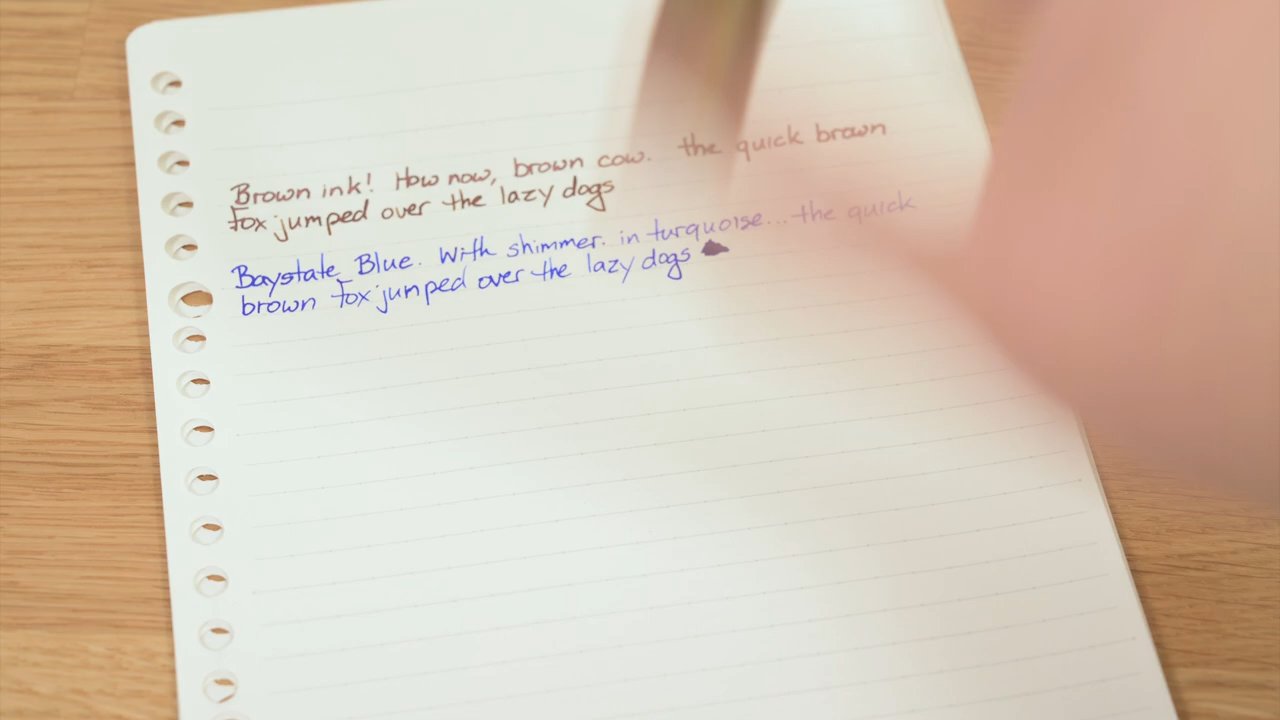 Brown ink! How now, brown cow. the quick brown
fox jumped over the lazy dogs
Baystate Blue. With shimmer. in turquoise... the quick
brown fox jumped over the lazy dogs